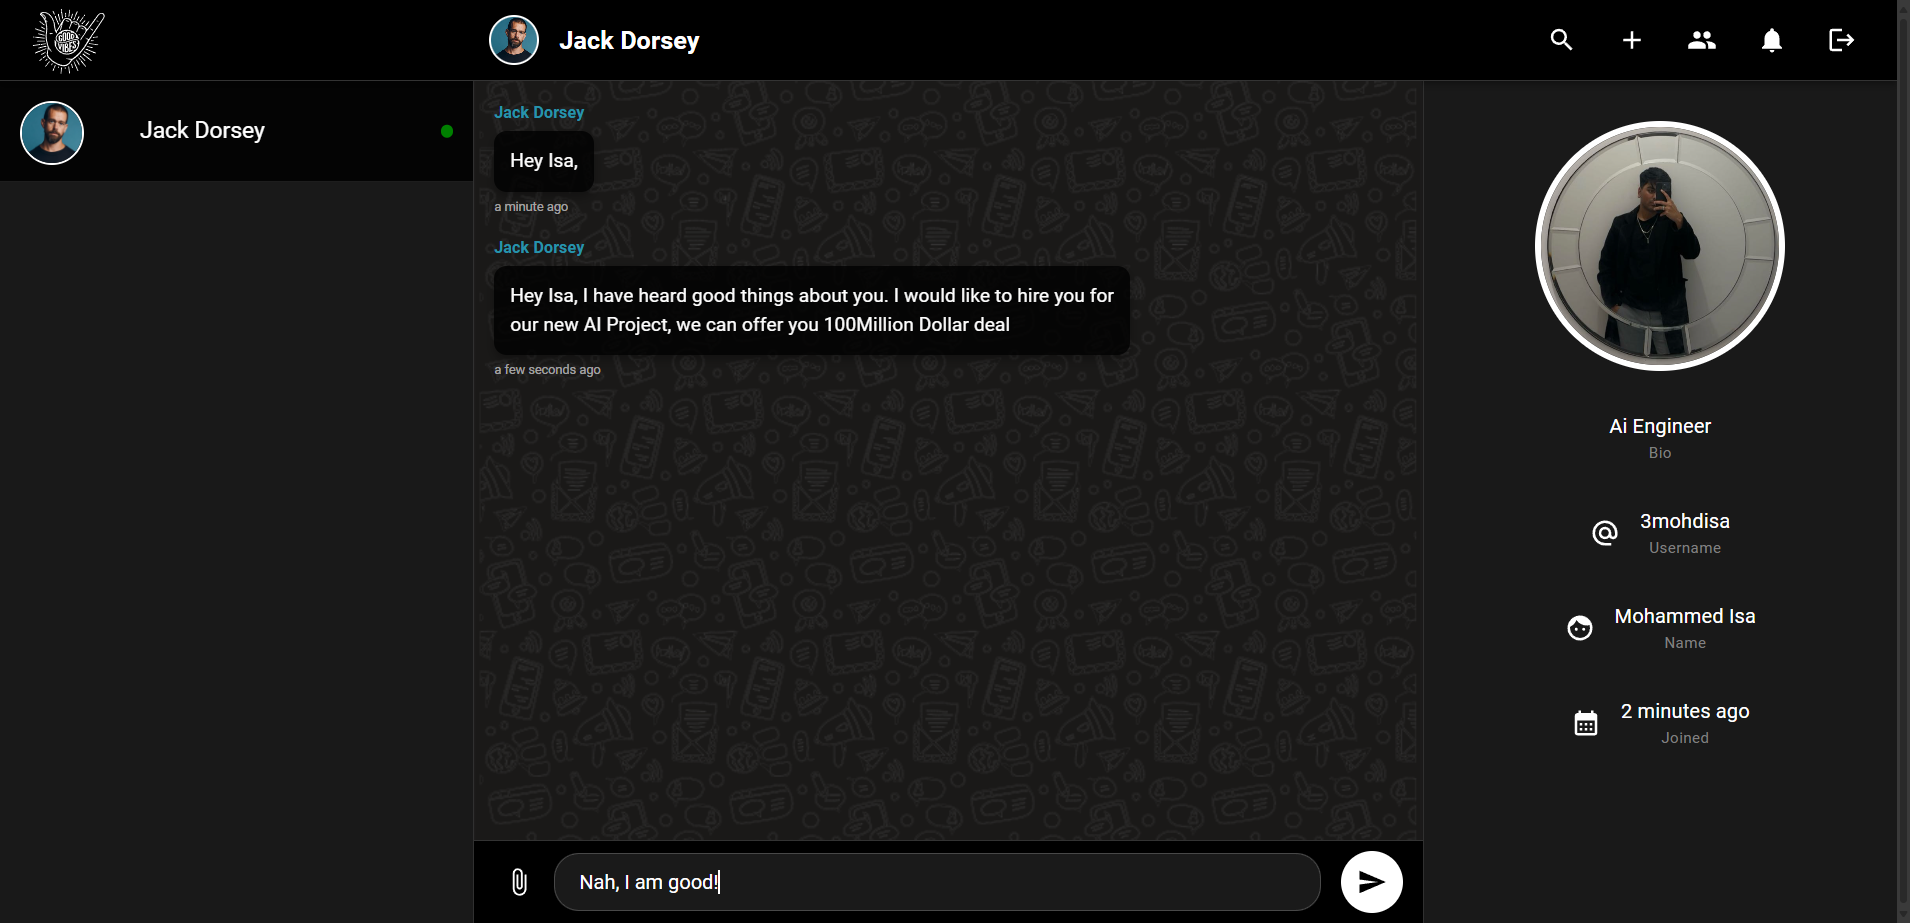 GOOD
VIBES
Jack Dorsey
Jack Dorsey
Jack Dorsey
Hey Isa,
a minute ago
Jack Dorsey
Hey Isa, I have heard good things about you. I would like to hire you for
our new AI Project, we can offer you 100Million Dollar deal
a few seconds ago
Nah, I am good!
Ai Engineer
Bio
3mohdisa
Username
Mohammed Isa
Name
2 minutes ago
Joined